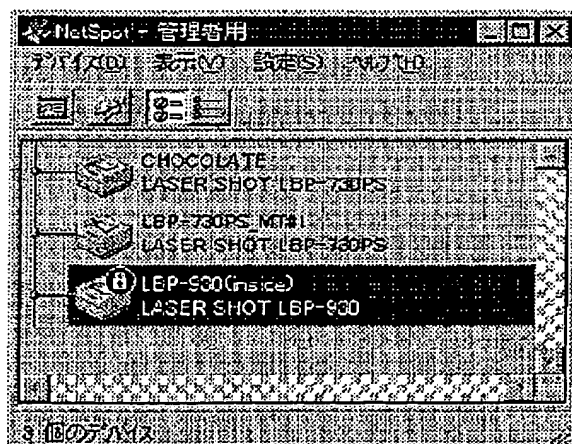 NetSpot - 管理者用
デバイス(D) 表示(V) 設定(S) ヘルプ(H)
CHOCOLATE
LASER SHOT LBP-730PS
LBP-730PS_MT#1
LASER SHOT LBP-730PS
LBP-930(inside)
LASER SHOT LBP-930
3 個のデバイス